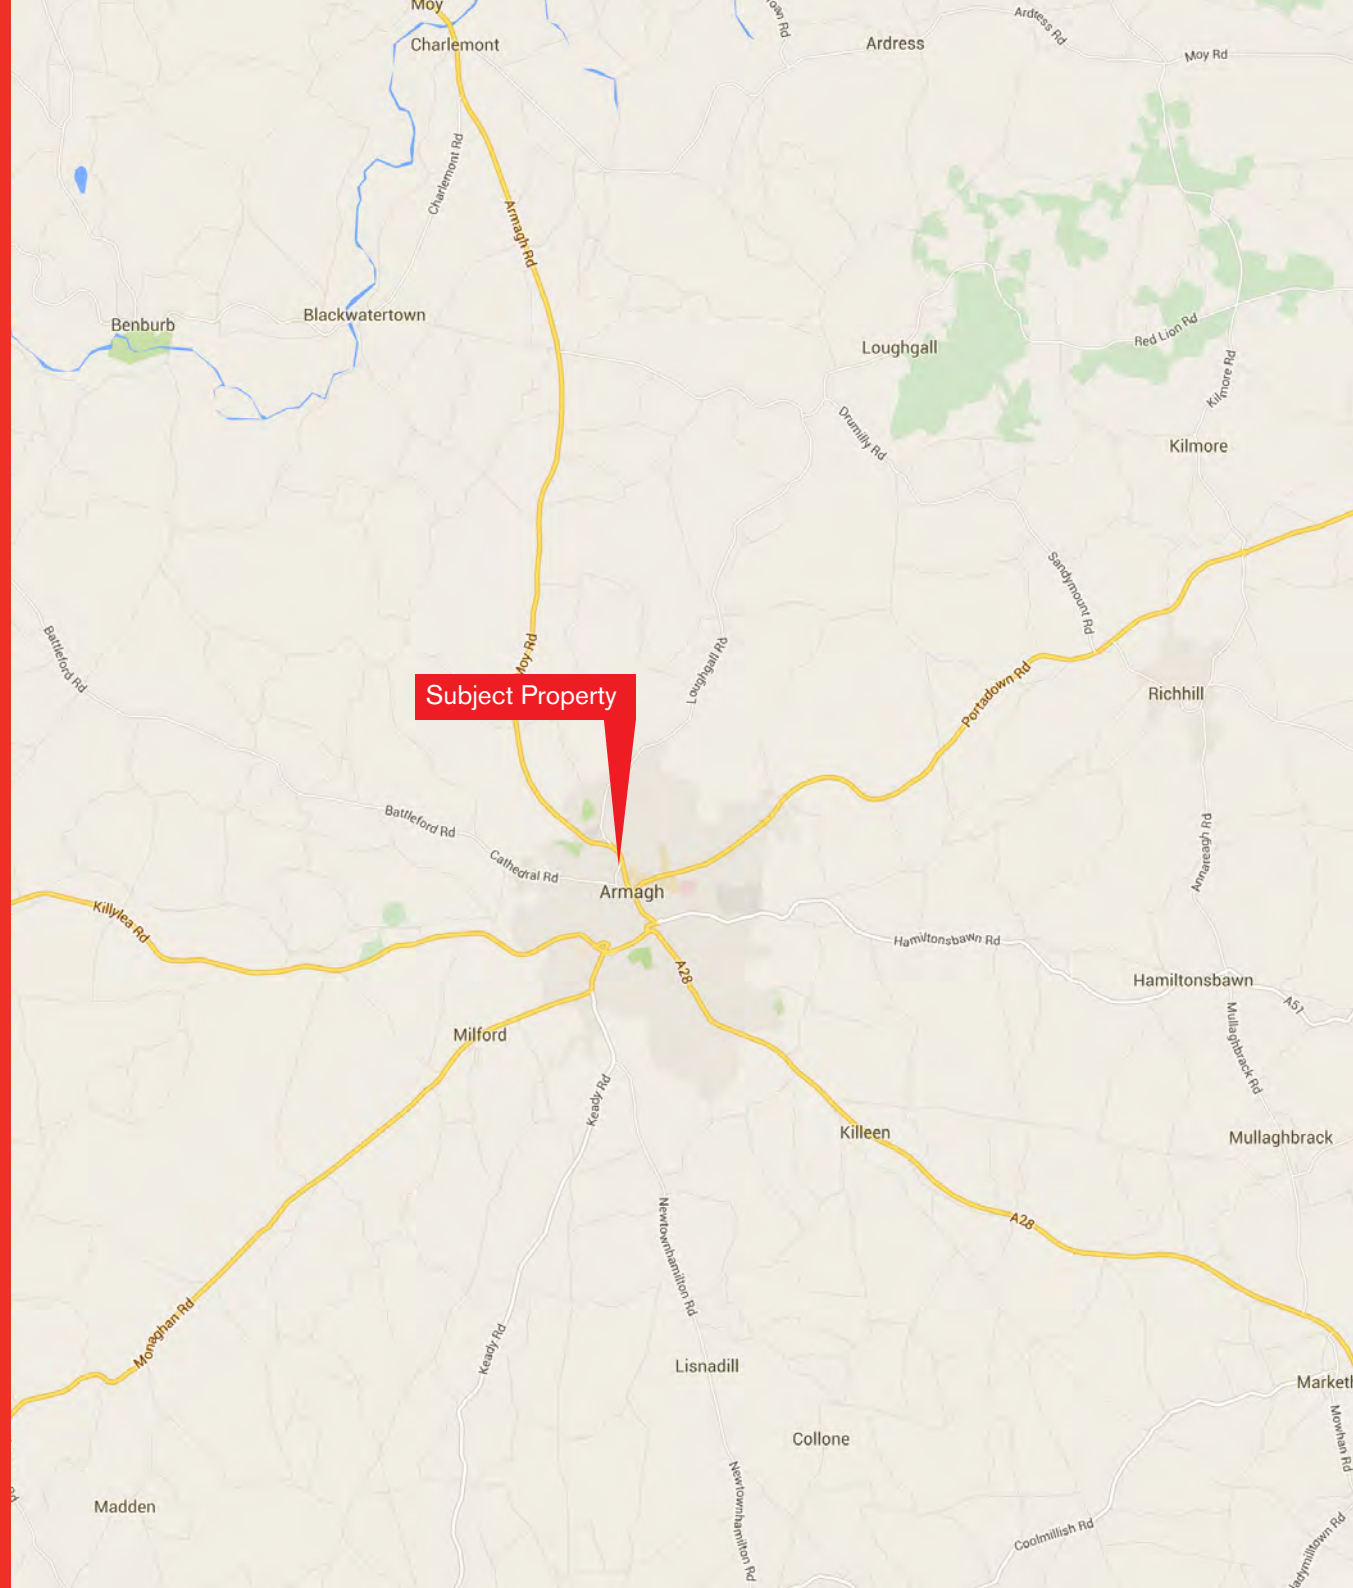 Moy
Charlemont
Ardress
Ardress Rd
Moy Rd
Charlemont Rd
Armagh Rd
Benburb
Blackwatertown
Loughgall
Red Lion Rd
Kilmore Rd
Drumilly Rd
Kilmore
Sandymount Rd
Battleford Rd
Moy Rd
Loughgall Rd
Subject Property
Portadown Rd
Richhill
Battleford Rd
Cathedral Rd
Annareagh Rd
Armagh
Killylea Rd
Hamiltonsbawn Rd
A28
Hamiltonsbawn
A51
Milford
Mullaghbrack Rd
Keady Rd
Killeen
Mullaghbrack
Newtownhamilton Rd
A28
Monaghan Rd
Keady Rd
Lisnadill
Marketh
Mowhan Rd
Collone
Newtownhamilton Rd
Madden
Coolmillish Rd
adymilltown Rd